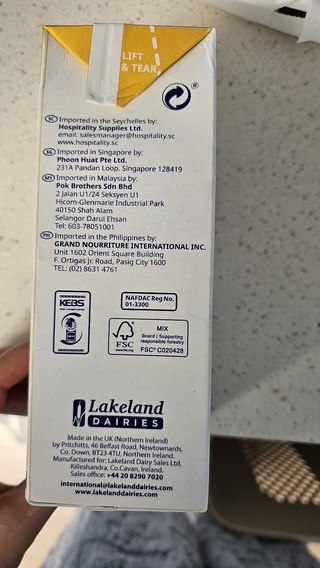 LIFT
& TEAR
®
SC Imported in the Seychelles by:
Hospitality Supplies Ltd.
email: salesmanager@hospitality.sc
www.hospitality.sc
SG Imported in Singapore by:
Phoon Huat Pte Ltd.
231A Pandan Loop. Singapore 128419
MY Imported in Malaysia by:
Pok Brothers Sdn Bhd
2 Jalan U1/24 Seksyen U1
Hicom-Glenmarie Industrial Park
40150 Shah Alam
Selangor Darul Ehsan
Tel: 603-78051001
PH Imported in the Philippines by:
GRAND NOURRITURE INTERNATIONAL INC.
Unit 1602 Orient Square Building
F. Ortigas Jr. Road, Pasig City 1600
TEL: (02) 8631 4761
KEBS
NAFDAC Reg No.
01-3300
FSC
www.fsc.org
MIX
Board | Supporting
responsible forestry
FSC® C020428
Lakeland
DAIRIES
Made in the UK (Northern Ireland)
by Pritchitts, 46 Belfast Road, Newtownards,
Co. Down, BT23 4TU, Northern Ireland.
Manufactured for: Lakeland Dairy Sales Ltd,
Killeshandra, Co.Cavan, Ireland.
Sales office: +44 20 8290 7020
international@lakelanddairies.com
www.lakelanddairies.com